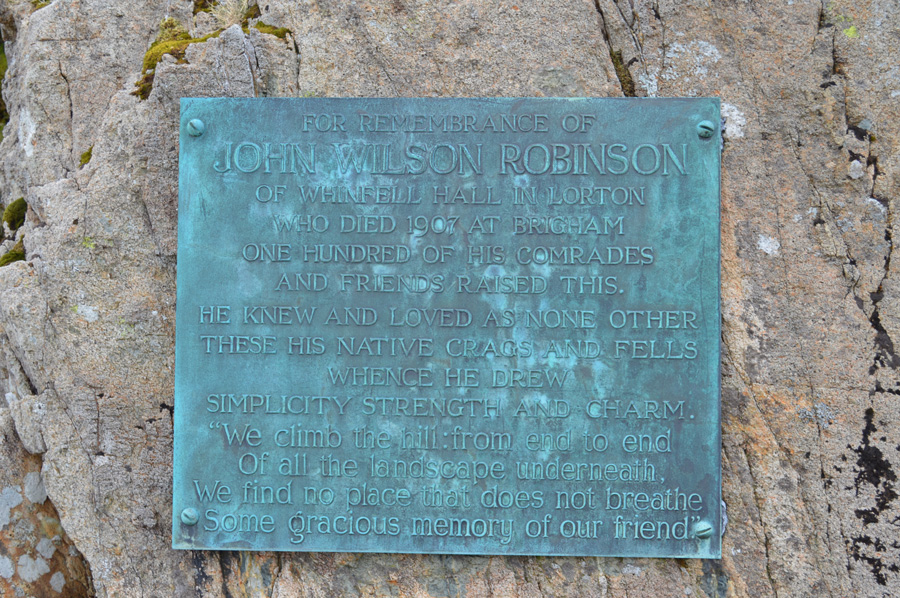 FOR REMEMBRANCE OF
JOHN WILSON ROBINSON
OF WHINFELL HALL IN LORTON
WHO DIED 1907 AT BRIGHAM
ONE HUNDRED OF HIS COMRADES
AND FRIENDS RAISED THIS.
HE KNEW AND LOVED AS NONE OTHER
THESE HIS NATIVE CRAGS AND FELLS
WHENCE HE DREW
SIMPLICITY STRENGTH AND CHARM.
"We climb the hill: from end to end
Of all the landscape underneath,
We find no place that does not breathe
Some gracious memory of our friend"